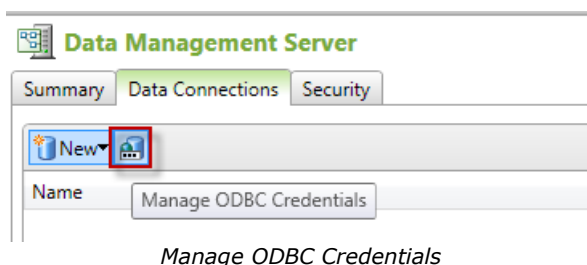 Data Management Server
Summary Data Connections Security
New
Name
Manage ODBC Credentials
Manage ODBC Credentials